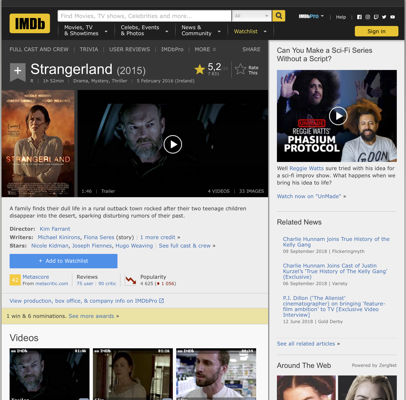 IMDb
Find Movies, TV shows, Celebrities and more...
All
IMDbPro
Help
Movies, TV
& Showtimes
Celebs, Events
& Photos
News &
Community
Watchlist
Sign in
FULL CAST AND CREW | TRIVIA | USER REVIEWS | IMDbPro | MORE
SHARE
Strangerland (2015)
5,2
Rate
This
1h 52min | Drama, Mystery, Thriller | 5 February 2016 (Ireland)
STRANGERLAND
1:46 | Trailer
4 VIDEOS | 33 IMAGES
A family finds their dull life in a rural outback town rocked after their two teenage children
disappear into the desert, sparking disturbing rumors of their past.
Director: Kim Farrant
Writers: Michael Kinirons, Fiona Seres (story) | 1 more credit »
Stars: Nicole Kidman, Joseph Fiennes, Hugo Weaving | See full cast & crew »
+ Add to Watchlist
Metascore
From metacritic.com
Reviews
75 user | 90 critic
Popularity
4 625 (1 056)
View production, box office, & company info on IMDbPro
1 win & 6 nominations. See more awards »
Videos
Can You Make a Sci-Fi Series
Without a Script?
REGGIE WATTS'
PHASIUM
PROTOCOL
Well Reggie Watts sure tried with his idea for
a sci-fi improv show. What happens when we
bring his idea to life?
Watch now on "UnMade" »
Related News
Charlie Hunnam Joins True History of the
Kelly Gang
09 September 2018 | Flickeringmyth
Charlie Hunnam Joins Cast of Justin
Kurzel's 'True History of the Kelly Gang'
(Exclusive)
06 September 2018 | Variety
P.J. Dillon ('The Alienist'
cinematographer) on bringing 'feature-
film ambition' to TV [Exclusive Video
Interview]
12 June 2018 | Gold Derby
See all related articles »
Around The Web
Powered by ZergNet